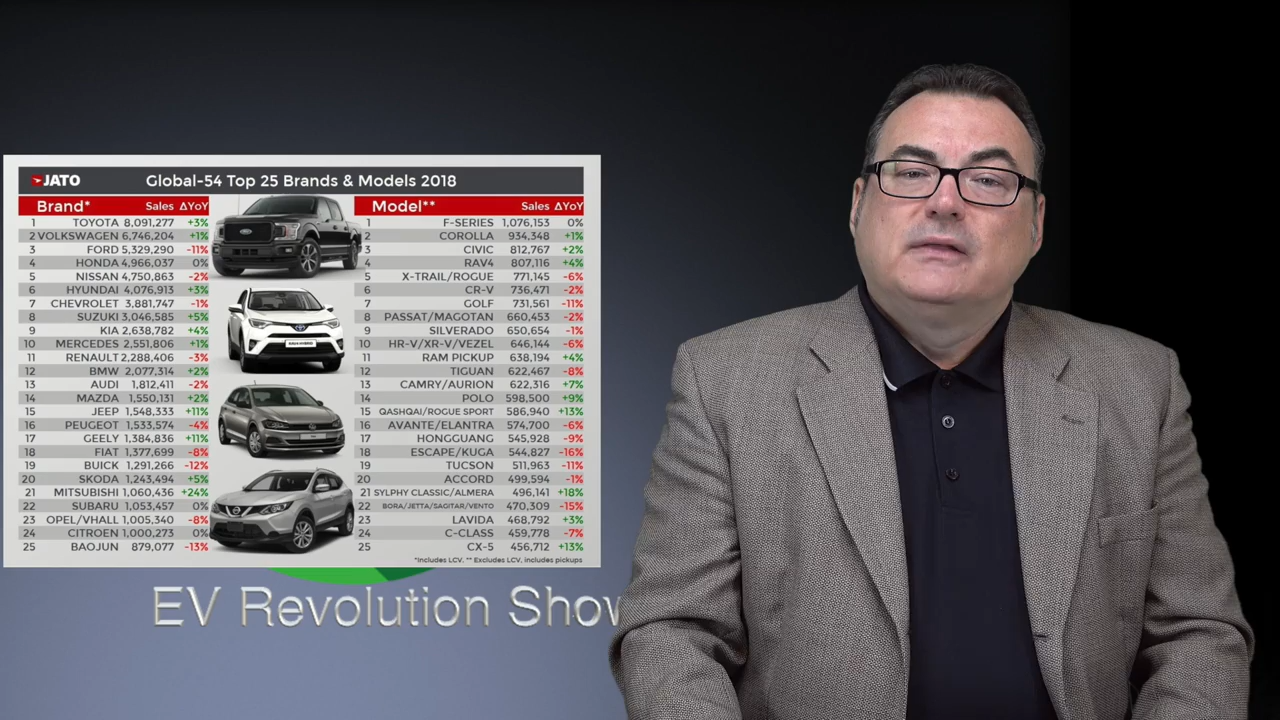 JATO Global-54 Top 25 Brands & Models 2018
Brand* Sales ΔYoY
1 TOYOTA 8,091,277 +3%
2 VOLKSWAGEN 6,746,204 +1%
3 FORD 5,329,290 -11%
4 HONDA 4,966,037 0%
5 NISSAN 4,750,863 -2%
6 HYUNDAI 4,076,913 +3%
7 CHEVROLET 3,881,747 -1%
8 SUZUKI 3,046,585 +5%
9 KIA 2,638,782 +4%
10 MERCEDES 2,551,806 +1%
11 RENAULT 2,288,406 -3%
12 BMW 2,077,314 +2%
13 AUDI 1,812,411 -2%
14 MAZDA 1,550,131 +2%
15 JEEP 1,548,333 +11%
16 PEUGEOT 1,533,574 -4%
17 GEELY 1,384,836 +11%
18 FIAT 1,377,699 -8%
19 BUICK 1,291,266 -12%
20 SKODA 1,243,494 +5%
21 MITSUBISHI 1,060,436 +24%
22 SUBARU 1,053,457 0%
23 OPEL/VHALL 1,005,340 -8%
24 CITROEN 1,000,273 0%
25 BAOJUN 879,077 -13%
Model** Sales ΔYoY
1 F-SERIES 1,076,153 0%
2 COROLLA 934,348 +1%
3 CIVIC 812,767 +2%
4 RAV4 807,116 +4%
5 X-TRAIL/ROGUE 771,145 -6%
6 CR-V 736,471 -2%
7 GOLF 731,561 -11%
8 PASSAT/MAGOTAN 660,453 -2%
9 SILVERADO 650,654 -1%
10 HR-V/XR-V/VEZEL 646,144 -6%
11 RAM PICKUP 638,194 +4%
12 TIGUAN 622,467 -8%
13 CAMRY/AURION 622,316 +7%
14 POLO 598,500 +9%
15 QASHQAI/ROGUE SPORT 586,940 +13%
16 AVANTE/ELANTRA 574,700 -6%
17 HONGGUANG 545,928 -9%
18 ESCAPE/KUGA 544,827 -16%
19 TUCSON 511,963 -11%
20 ACCORD 499,594 -1%
21 SYLPHY CLASSIC/ALMERA 496,141 +18%
22 BORA/JETTA/SAGITAR/VENTO 470,309 -15%
23 LAVIDA 468,792 +3%
24 C-CLASS 459,778 -7%
25 CX-5 456,712 +13%
*Includes LCV. ** Excludes LCV, includes pickups
EV Revolution Show